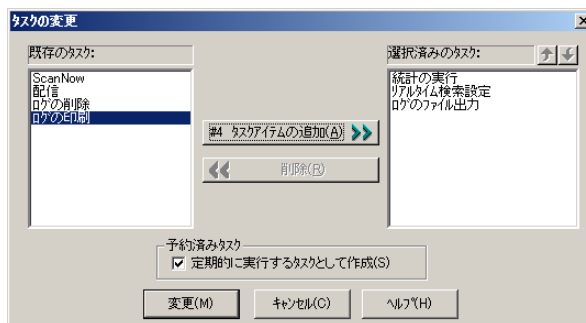 タスクの変更
既存のタスク:
選択済みのタスク:
ScanNow
配信
ログの削除
ログの印刷
統計の実行
リアルタイム検索設定
ログのファイル出力
#4 タスクアイテムの追加(A)
削除(R)
予約済みタスク
定期的に実行するタスクとして作成(S)
変更(M)
キャンセル(C)
ヘルプ(H)